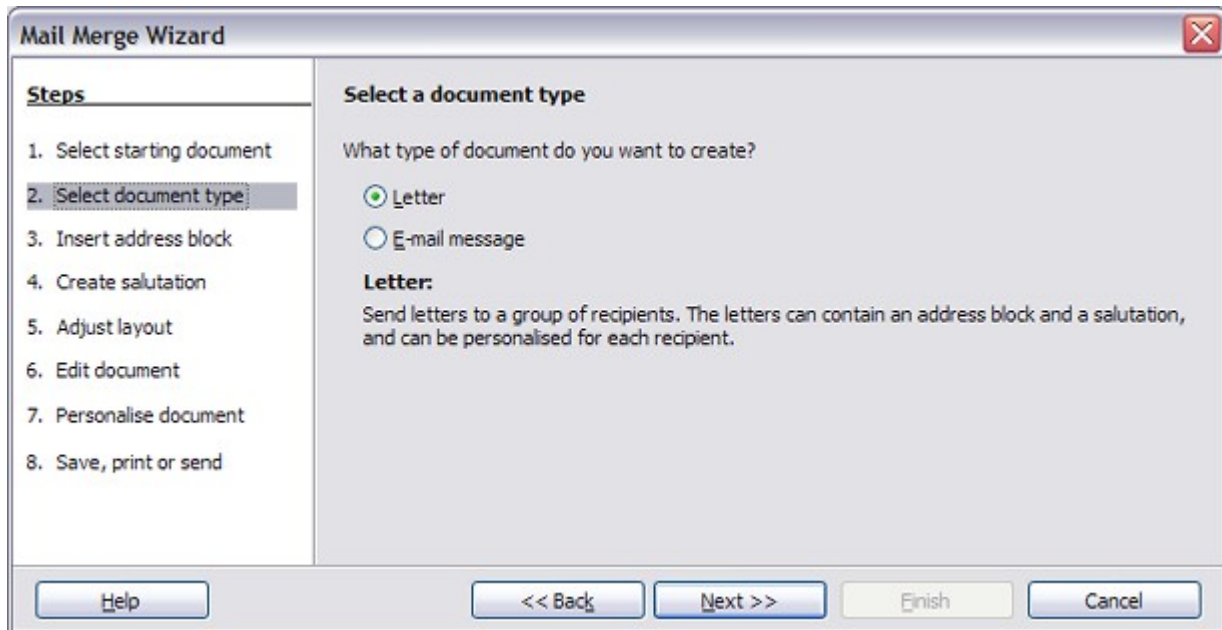 Mail Merge Wizard
Steps
1. Select starting document
2. Select document type
3. Insert address block
4. Create salutation
5. Adjust layout
6. Edit document
7. Personalise document
8. Save, print or send
Select a document type
What type of document do you want to create?
Letter
E-mail message
Letter:
Send letters to a group of recipients. The letters can contain an address block and a salutation,
and can be personalised for each recipient.
Help
<< Back
Next >>
Finish
Cancel